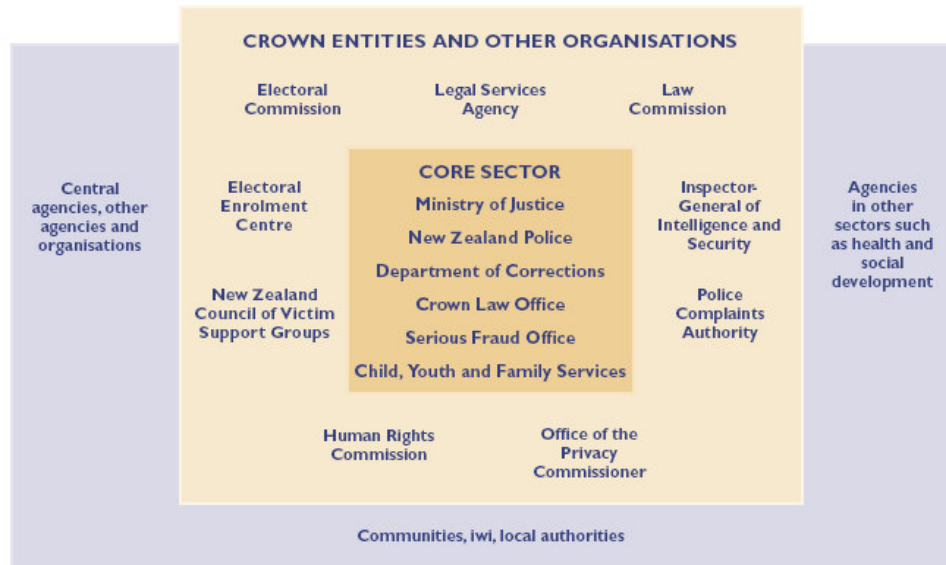 CROWN ENTITIES AND OTHER ORGANISATIONS
Electoral
Commission
Legal Services
Agency
Law
Commission
Central
agencies, other
agencies and
organisations
Electoral
Enrolment
Centre
New Zealand
Council of Victim
Support Groups
CORE SECTOR
Ministry of Justice
New Zealand Police
Department of Corrections
Crown Law Office
Serious Fraud Office
Child, Youth and Family Services
Inspector-
General of
Intelligence and
Security
Police
Complaints
Authority
Agencies
in other
sectors such
as health and
social
development
Human Rights
Commission
Office of the
Privacy
Commissioner
Communities, iwi, local authorities